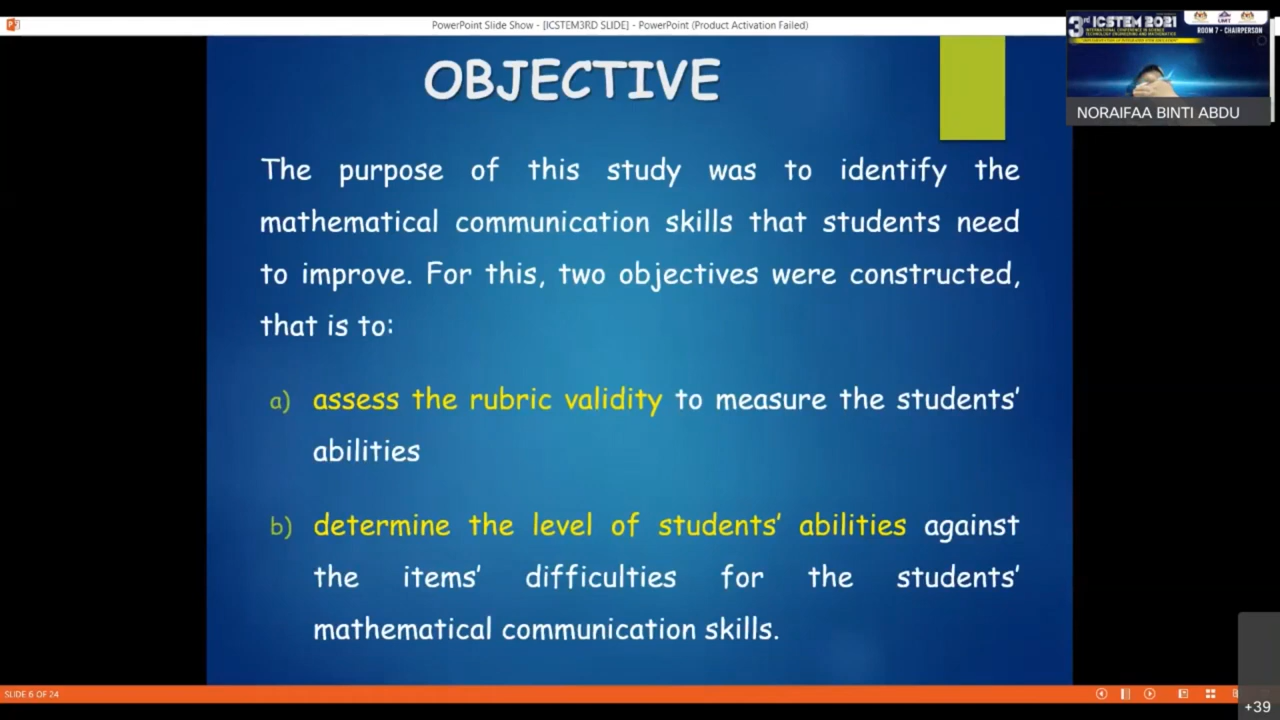 PowerPoint Slide Show - [ICSTEM3RD SLIDE] - PowerPoint (Product Activation Failed)
3rd ICSTEM 2021
ROOM 7 - CHAIRPERSON
NORAIFAA BINTI ABDU
OBJECTIVE
The purpose of this study was to identify the
mathematical communication skills that students need
to improve. For this, two objectives were constructed,
that is to:
a) assess the rubric validity to measure the students'
abilities
b) determine the level of students' abilities against
the items' difficulties for the students'
mathematical communication skills.
SLIDE 6 OF 24
+39